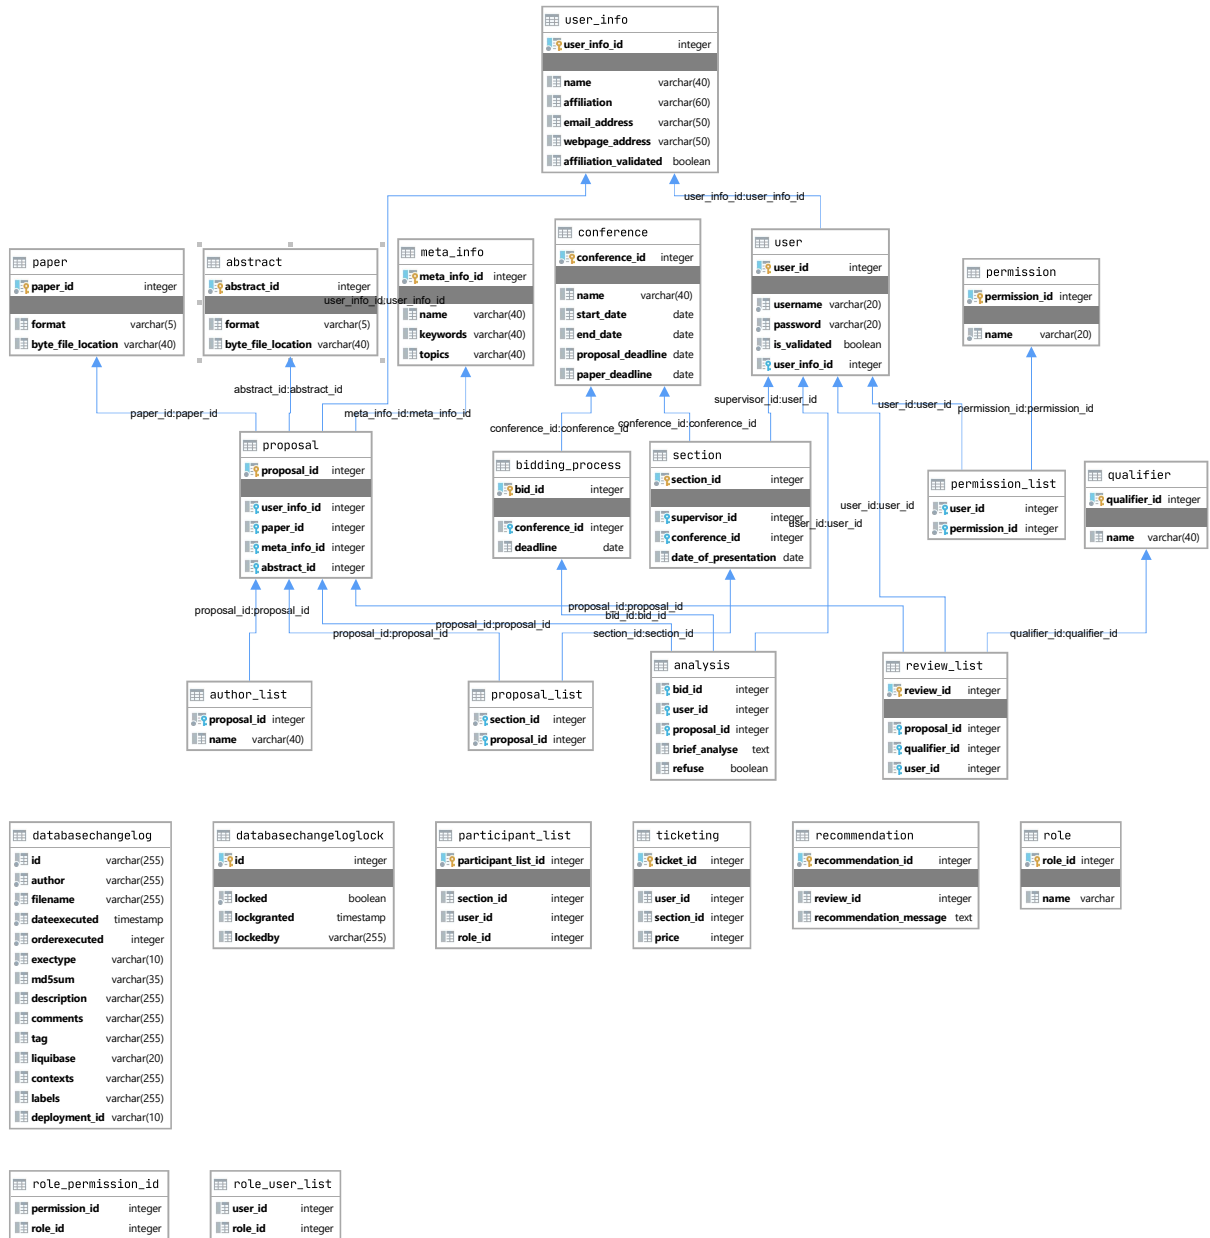 user_info
user_info_id integer
name varchar(40)
affiliation varchar(60)
email_address varchar(50)
webpage_address varchar(50)
affiliation_validated boolean
user_info_id:user_info_id
paper
paper_id integer
format varchar(5)
byte_file_location varchar(40)
abstract
abstract_id integer
format varchar(5)
byte_file_location varchar(40)
user_info_id:user_info_id
meta_info
meta_info_id integer
name varchar(40)
keywords varchar(40)
topics varchar(40)
conference
conference_id integer
name varchar(40)
start_date date
end_date date
proposal_deadline date
paper_deadline date
user
user_id integer
username varchar(20)
password varchar(20)
is_validated boolean
user_info_id integer
permission
permission_id integer
name varchar(20)
abstract_id:abstract_id
paper_id:paper_id
meta_info_id:meta_info_id
supervisor_id:user_id
user_id:user_id
permission_id:permission_id
conference_id:conference_id
conference_id:conference_id
proposal
proposal_id integer
user_info_id integer
paper_id integer
meta_info_id integer
abstract_id integer
bidding_process
bid_id integer
conference_id integer
deadline date
section
section_id integer
supervisor_id integer
conference_id integer
date_of_presentation date
user_id:user_id
user_id:user_id
permission_list
user_id integer
permission_id integer
qualifier
qualifier_id integer
name varchar(40)
proposal_id:proposal_id
proposal_id:proposal_id
bid_id:bid_id
proposal_id:proposal_id
proposal_id:proposal_id
section_id:section_id
qualifier_id:qualifier_id
author_list
proposal_id integer
name varchar(40)
proposal_list
section_id integer
proposal_id integer
analysis
bid_id integer
user_id integer
proposal_id integer
brief_analyse text
refuse boolean
review_list
review_id integer
proposal_id integer
qualifier_id integer
user_id integer
databasechangelog
id varchar(255)
author varchar(255)
filename varchar(255)
dateexecuted timestamp
orderexecuted integer
exectype varchar(10)
md5sum varchar(35)
description varchar(255)
comments varchar(255)
tag varchar(255)
liquibase varchar(20)
contexts varchar(255)
labels varchar(255)
deployment_id varchar(10)
databasechangeloglock
id integer
locked boolean
lockgranted timestamp
lockedby varchar(255)
participant_list
participant_list_id integer
section_id integer
user_id integer
role_id integer
ticketing
ticket_id integer
user_id integer
section_id integer
price integer
recommendation
recommendation_id integer
review_id integer
recommendation_message text
role
role_id integer
name varchar
role_permission_id
permission_id integer
role_id integer
role_user_list
user_id integer
role_id integer